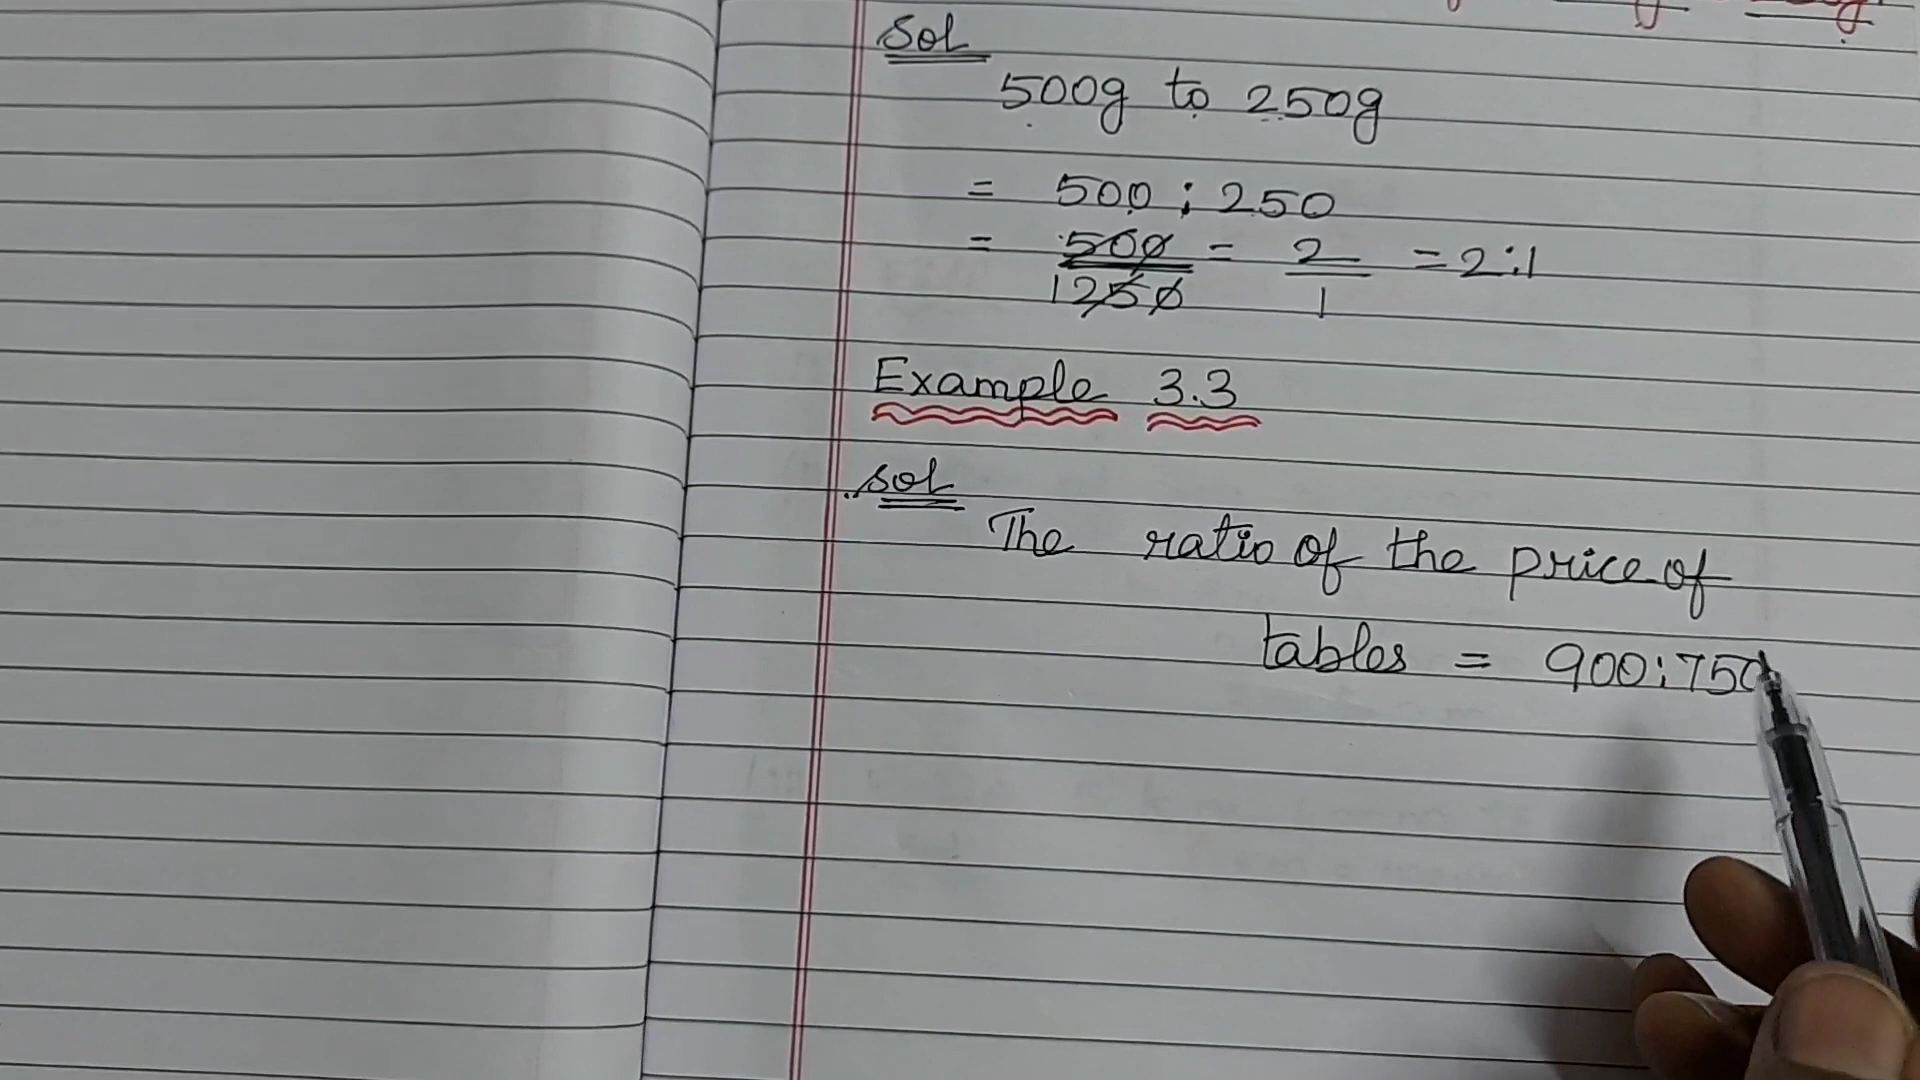 Sol
500g to 250g
= 500 : 250
= 500 = 2 = 2:1
1250 1
Example 3.3
Sol
The ratio of the price of
tables = 900:750